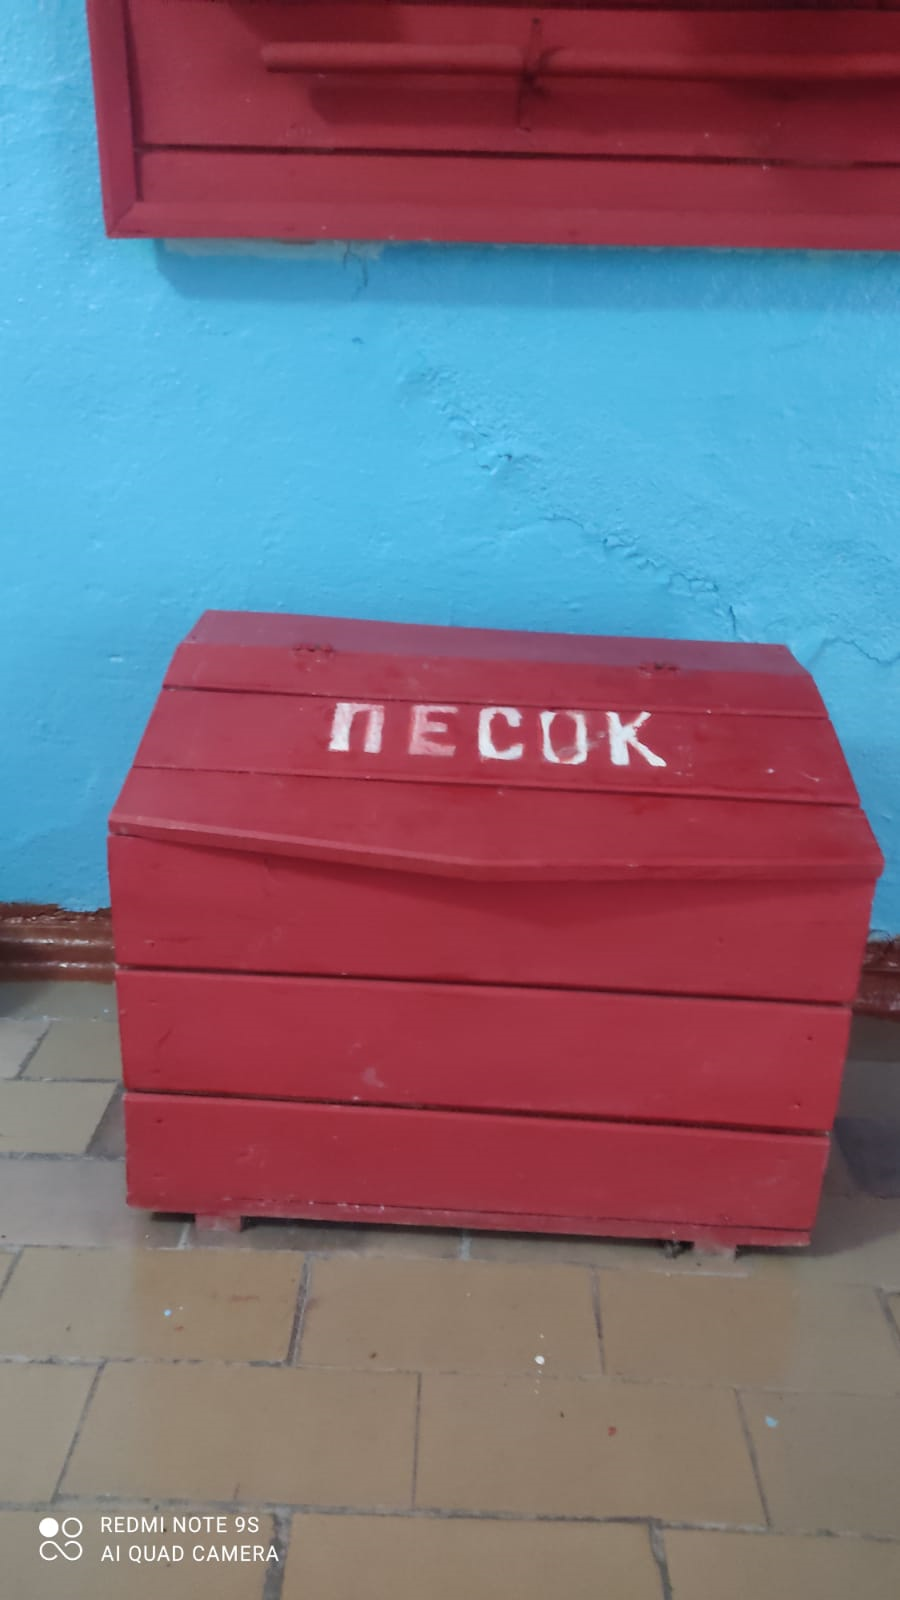 ПЕСОК
REDMI NOTE 9S
AI QUAD CAMERA